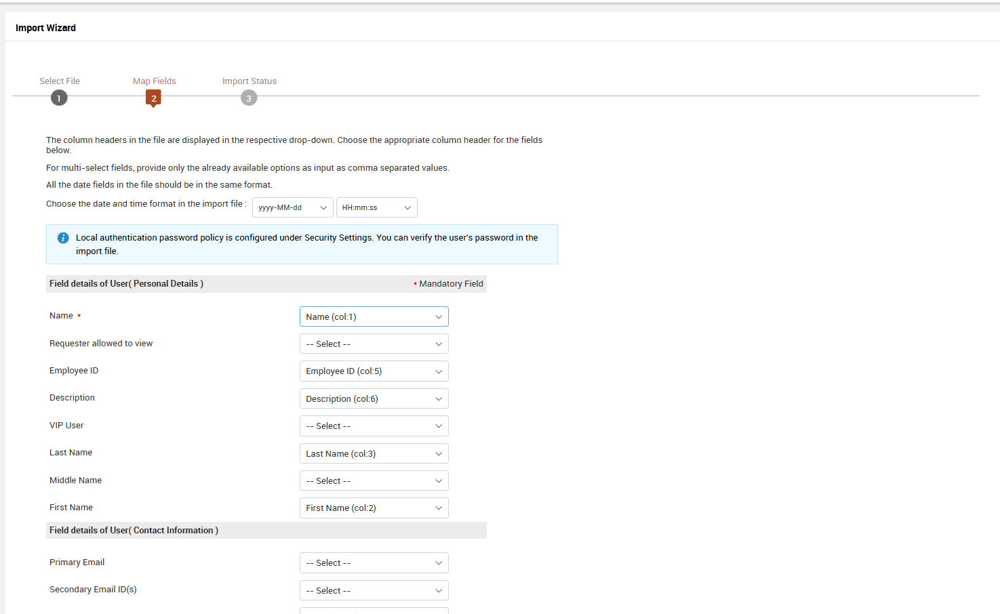 Import Wizard
Select File
Map Fields
Import Status
1
2
3
The column headers in the file are displayed in the respective drop-down. Choose the appropriate column header for the fields
below.
For multi-select fields, provide only the already available options as input as comma separated values.
All the date fields in the file should be in the same format.
Choose the date and time format in the import file :
yyyy-MM-dd
HH:mm:ss
i
Local authentication password policy is configured under Security Settings. You can verify the user's password in the
import file.
Field details of User( Personal Details )
* Mandatory Field
Name *
Name (col:1)
Requester allowed to view
-- Select --
Employee ID
Employee ID (col:5)
Description
Description (col:6)
VIP User
-- Select --
Last Name
Last Name (col:3)
Middle Name
-- Select --
First Name
First Name (col:2)
Field details of User( Contact Information )
Primary Email
-- Select --
Secondary Email ID(s)
-- Select --